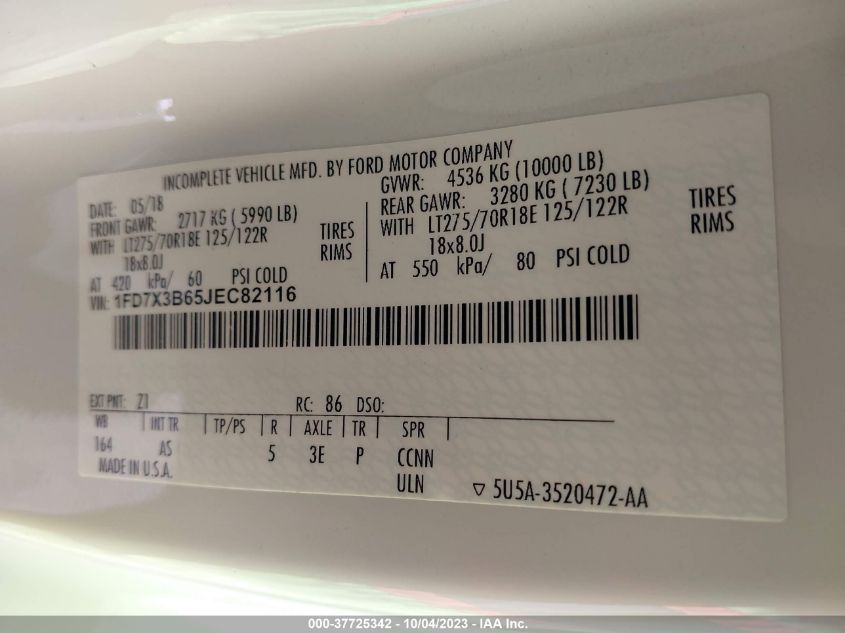 INCOMPLETE VEHICLE MFD. BY FORD MOTOR COMPANY
DATE: 05/18 GVWR: 4536 KG (10000 LB)
FRONT GAWR: 2717 KG ( 5990 LB) REAR GAWR: 3280 KG ( 7230 LB)
WITH LT275/70R18E 125/122R TIRES WITH LT275/70R18E 125/122R TIRES
18x8.0J RIMS 18x8.0J RIMS
AT 420 kPa/ 60 PSI COLD AT 550 kPa/ 80 PSI COLD
VIN: 1FD7X3B65JEC82116
EXT PNT: Z1 RC: 86 DSO:
WB INT TR TP/PS R AXLE TR SPR
164 AS 5 3E P CCNN
MADE IN U.S.A. ULN ▽ 5U5A-3520472-AA
000-37725342 - 10/04/2023 - IAA Inc.